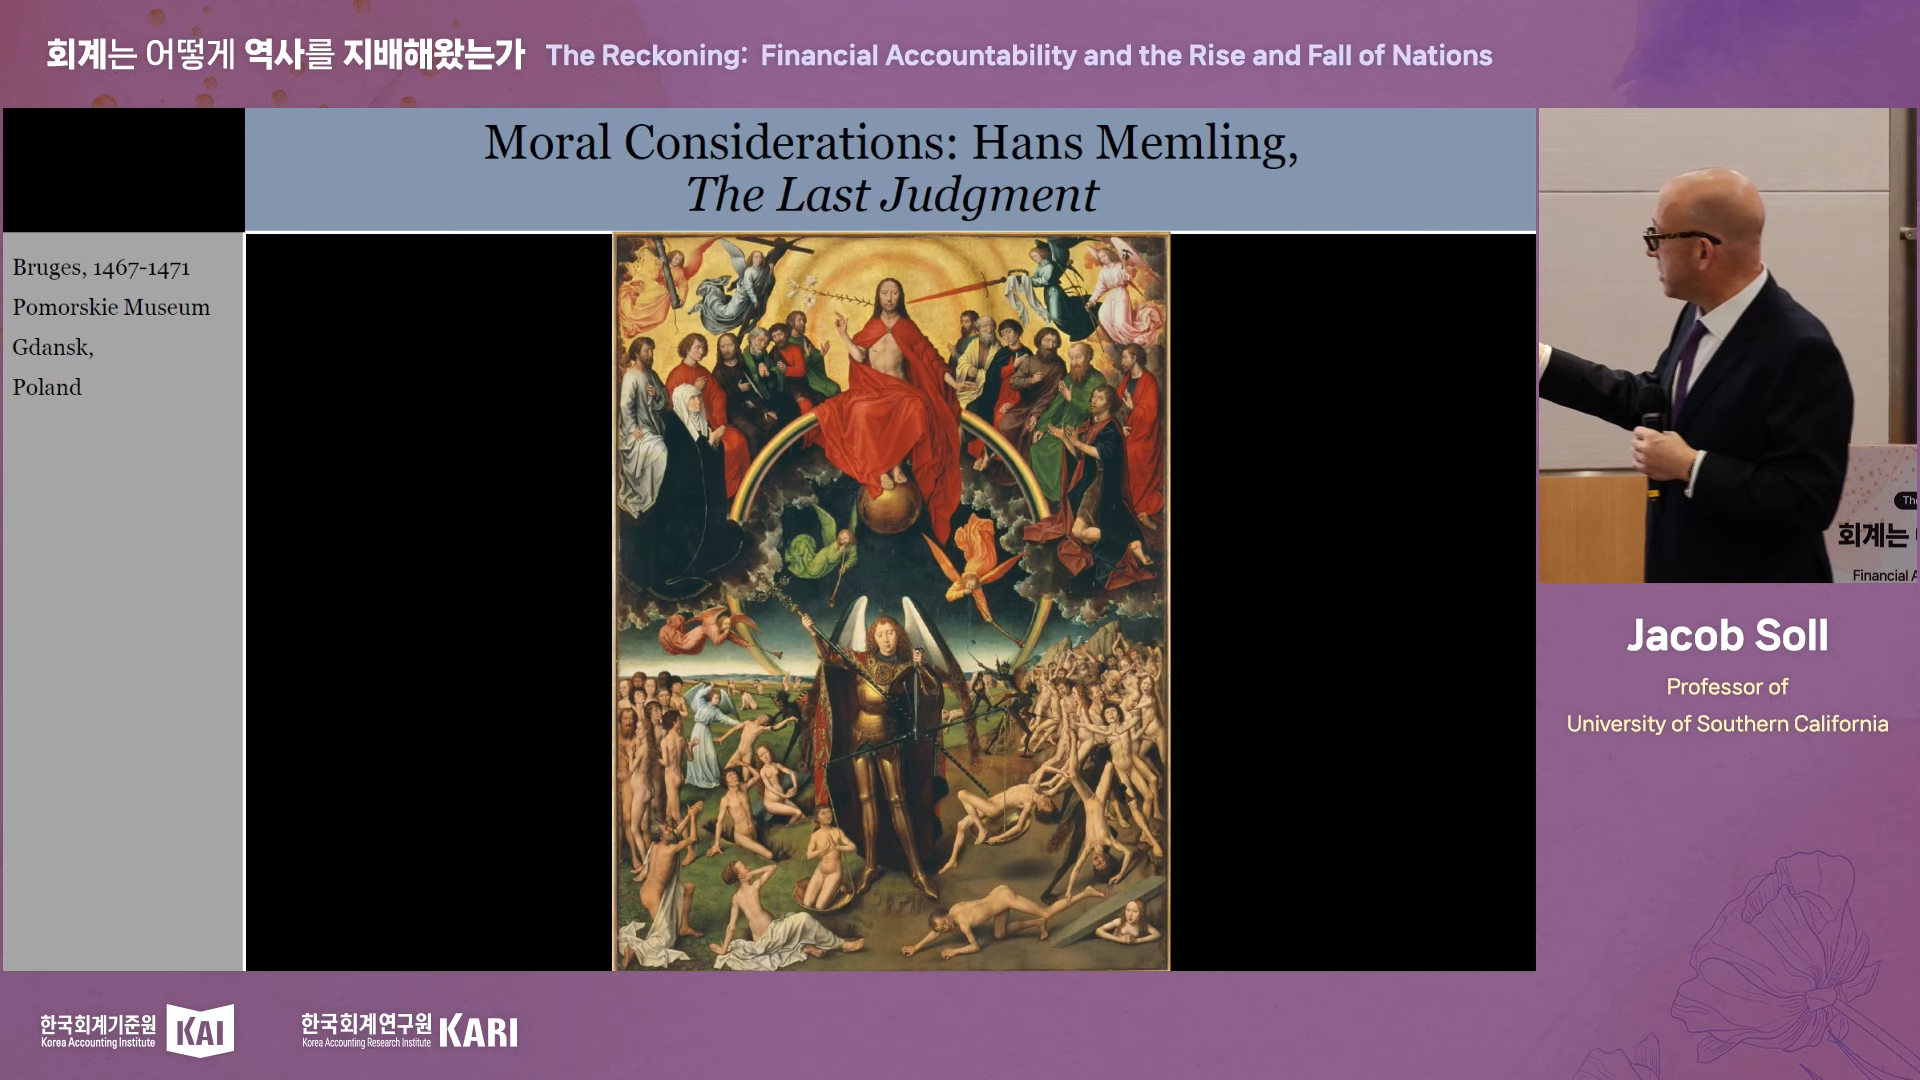 회계는 어떻게 역사를 지배해왔는가 The Reckoning: Financial Accountability and the Rise and Fall of Nations
Moral Considerations: Hans Memling,
The Last Judgment
Bruges, 1467-1471
Pomorskie Museum
Gdansk,
Poland
회계는
Financial A
Jacob Soll
Professor of
University of Southern California
한국회계기준원
Korea Accounting Institute
KAI
한국회계연구원
Korea Accounting Research Institute
KARI